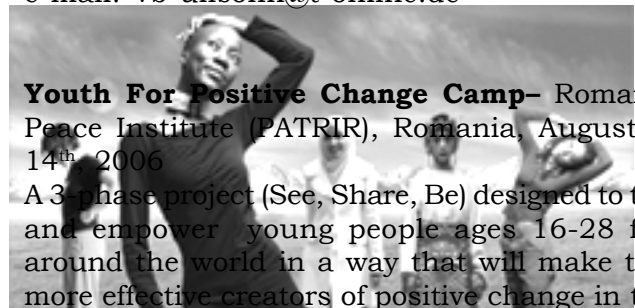 Youth For Positive Change Camp–
Peace Institute (PATRIR), Romania, August
14th, 2006
A 3-phase project (See, Share, Be) designed to
and empower young people ages 16-28
around the world in a way that will make
more effective creators of positive change in